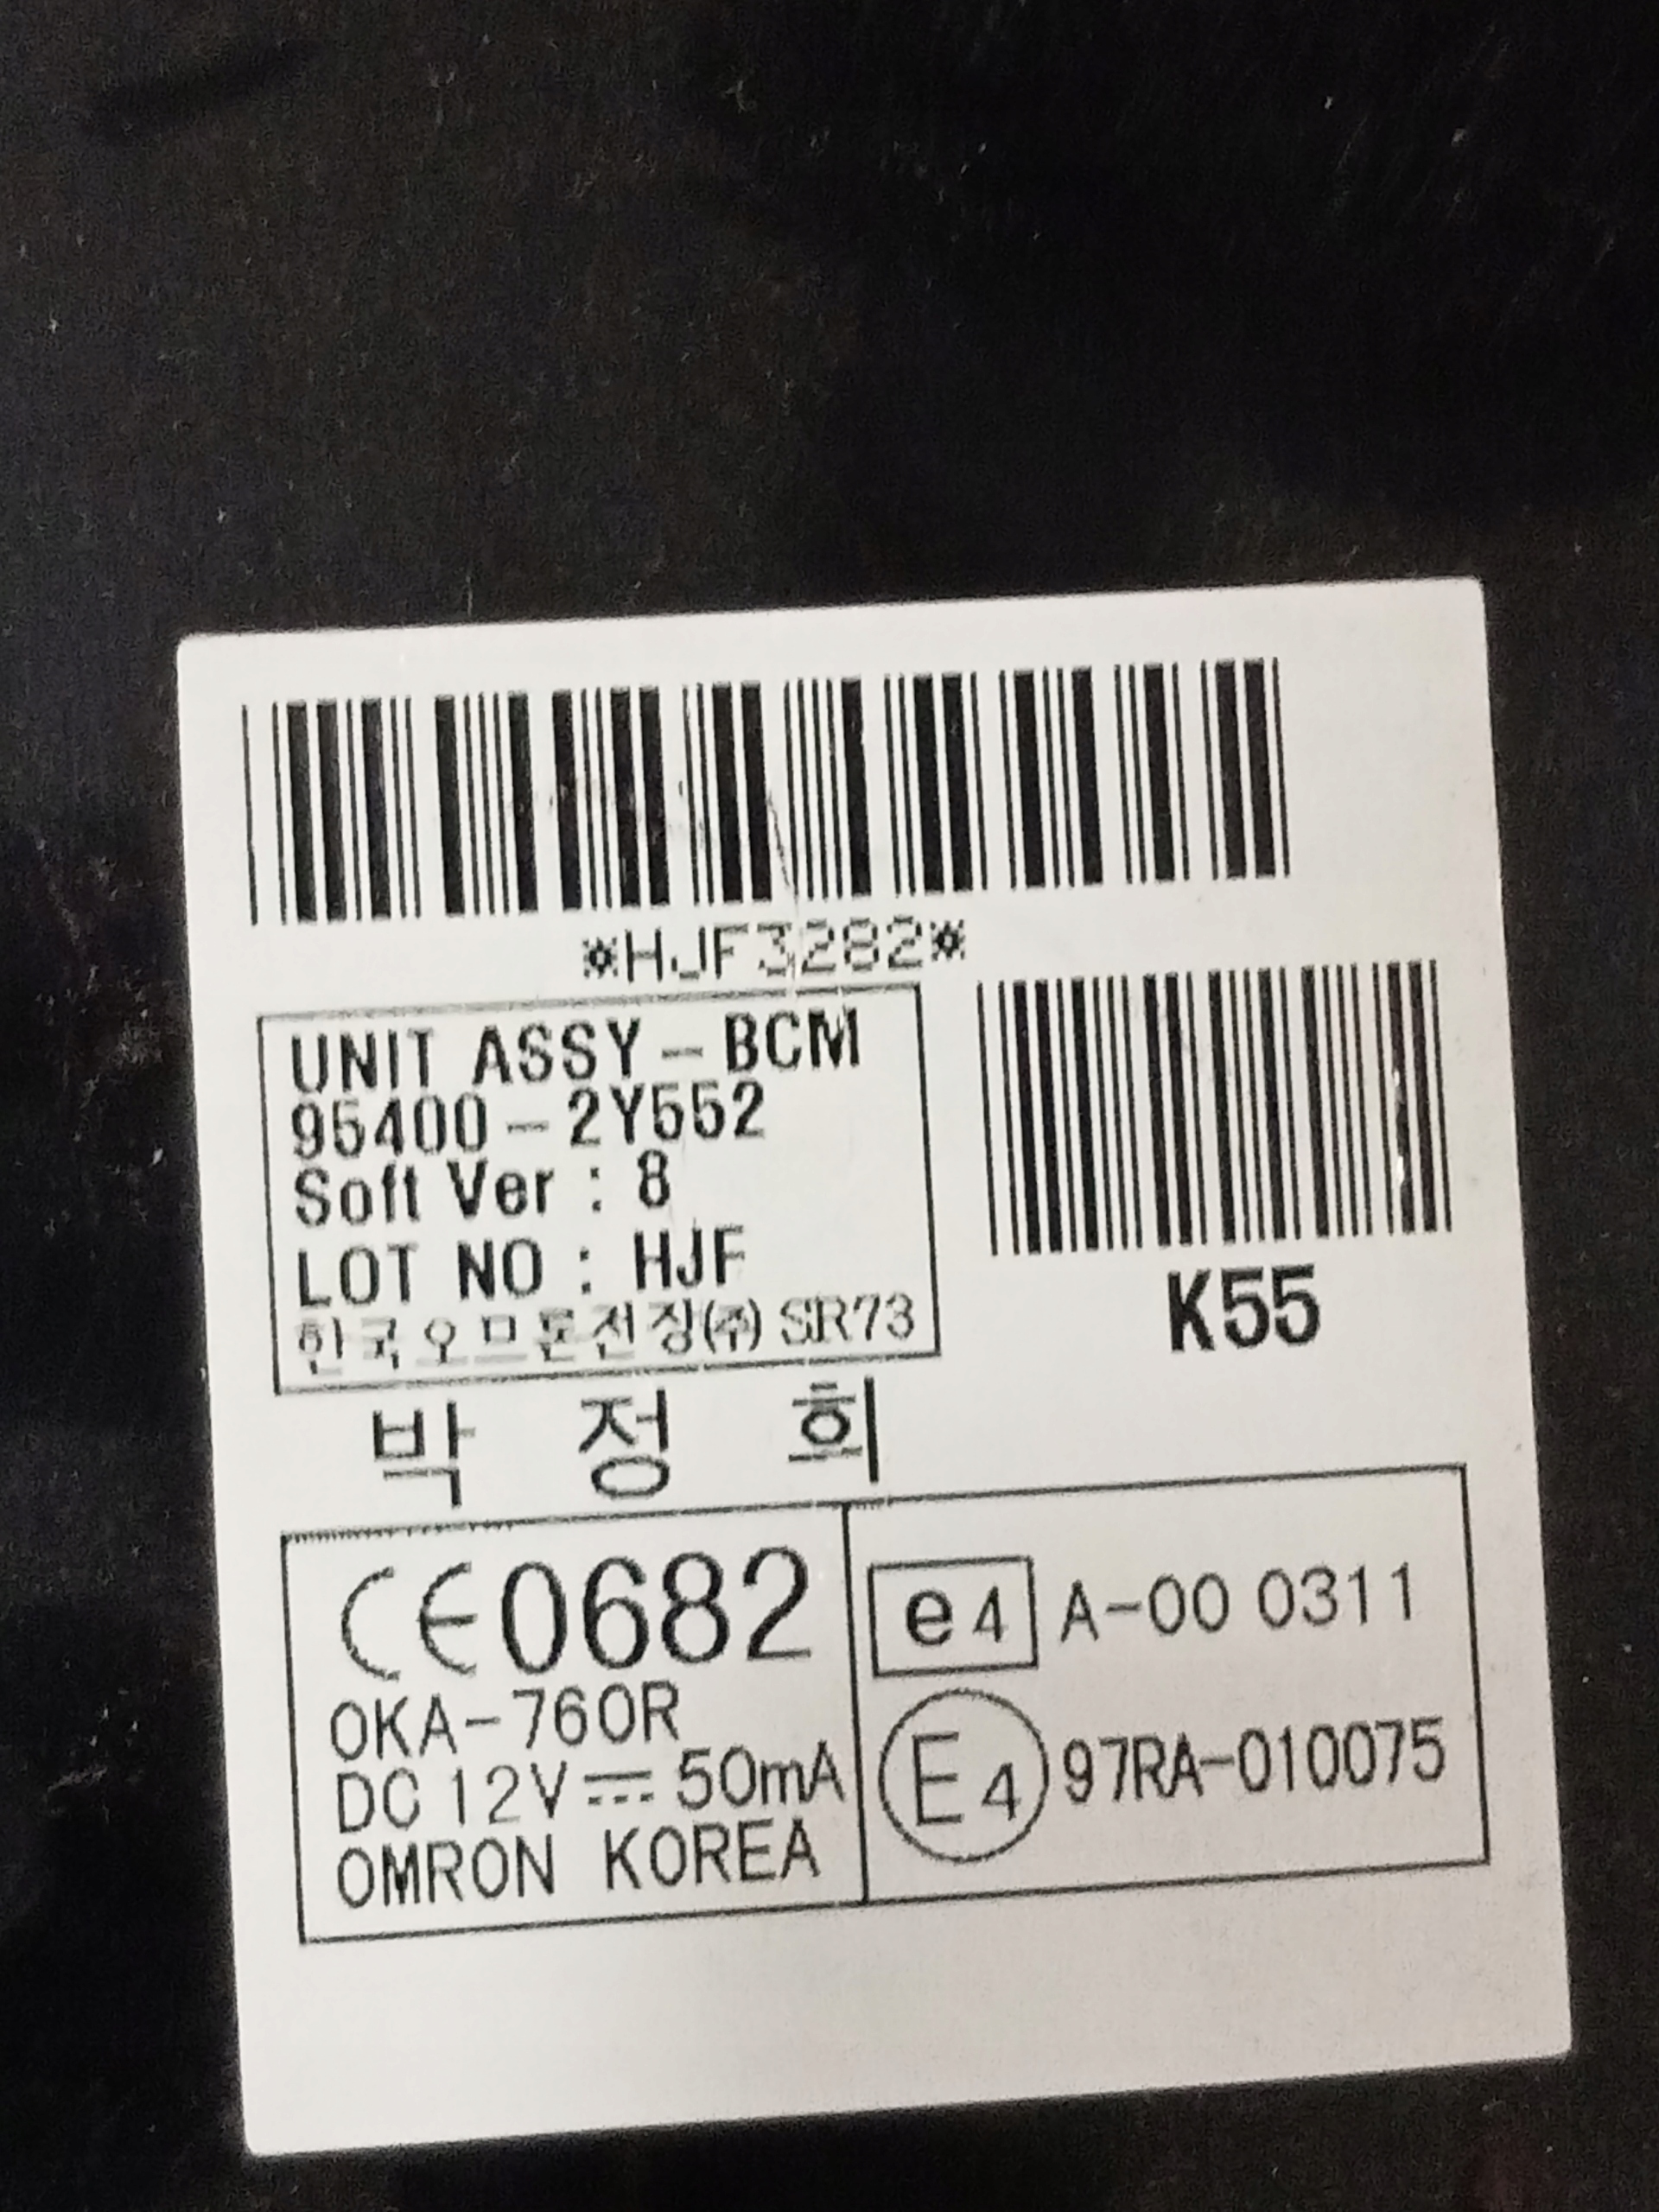 *HJF3282*
UNIT ASSY-BCM
95400-2Y552
Soft Ver : 8
LOT NO : HJF
한국오므론전장(주) SR73
K55
박 정 희
CE0682
OKA-760R
DC 12V⎓50mA
OMRON KOREA
e4 A-00 0311
E4 97RA-010075